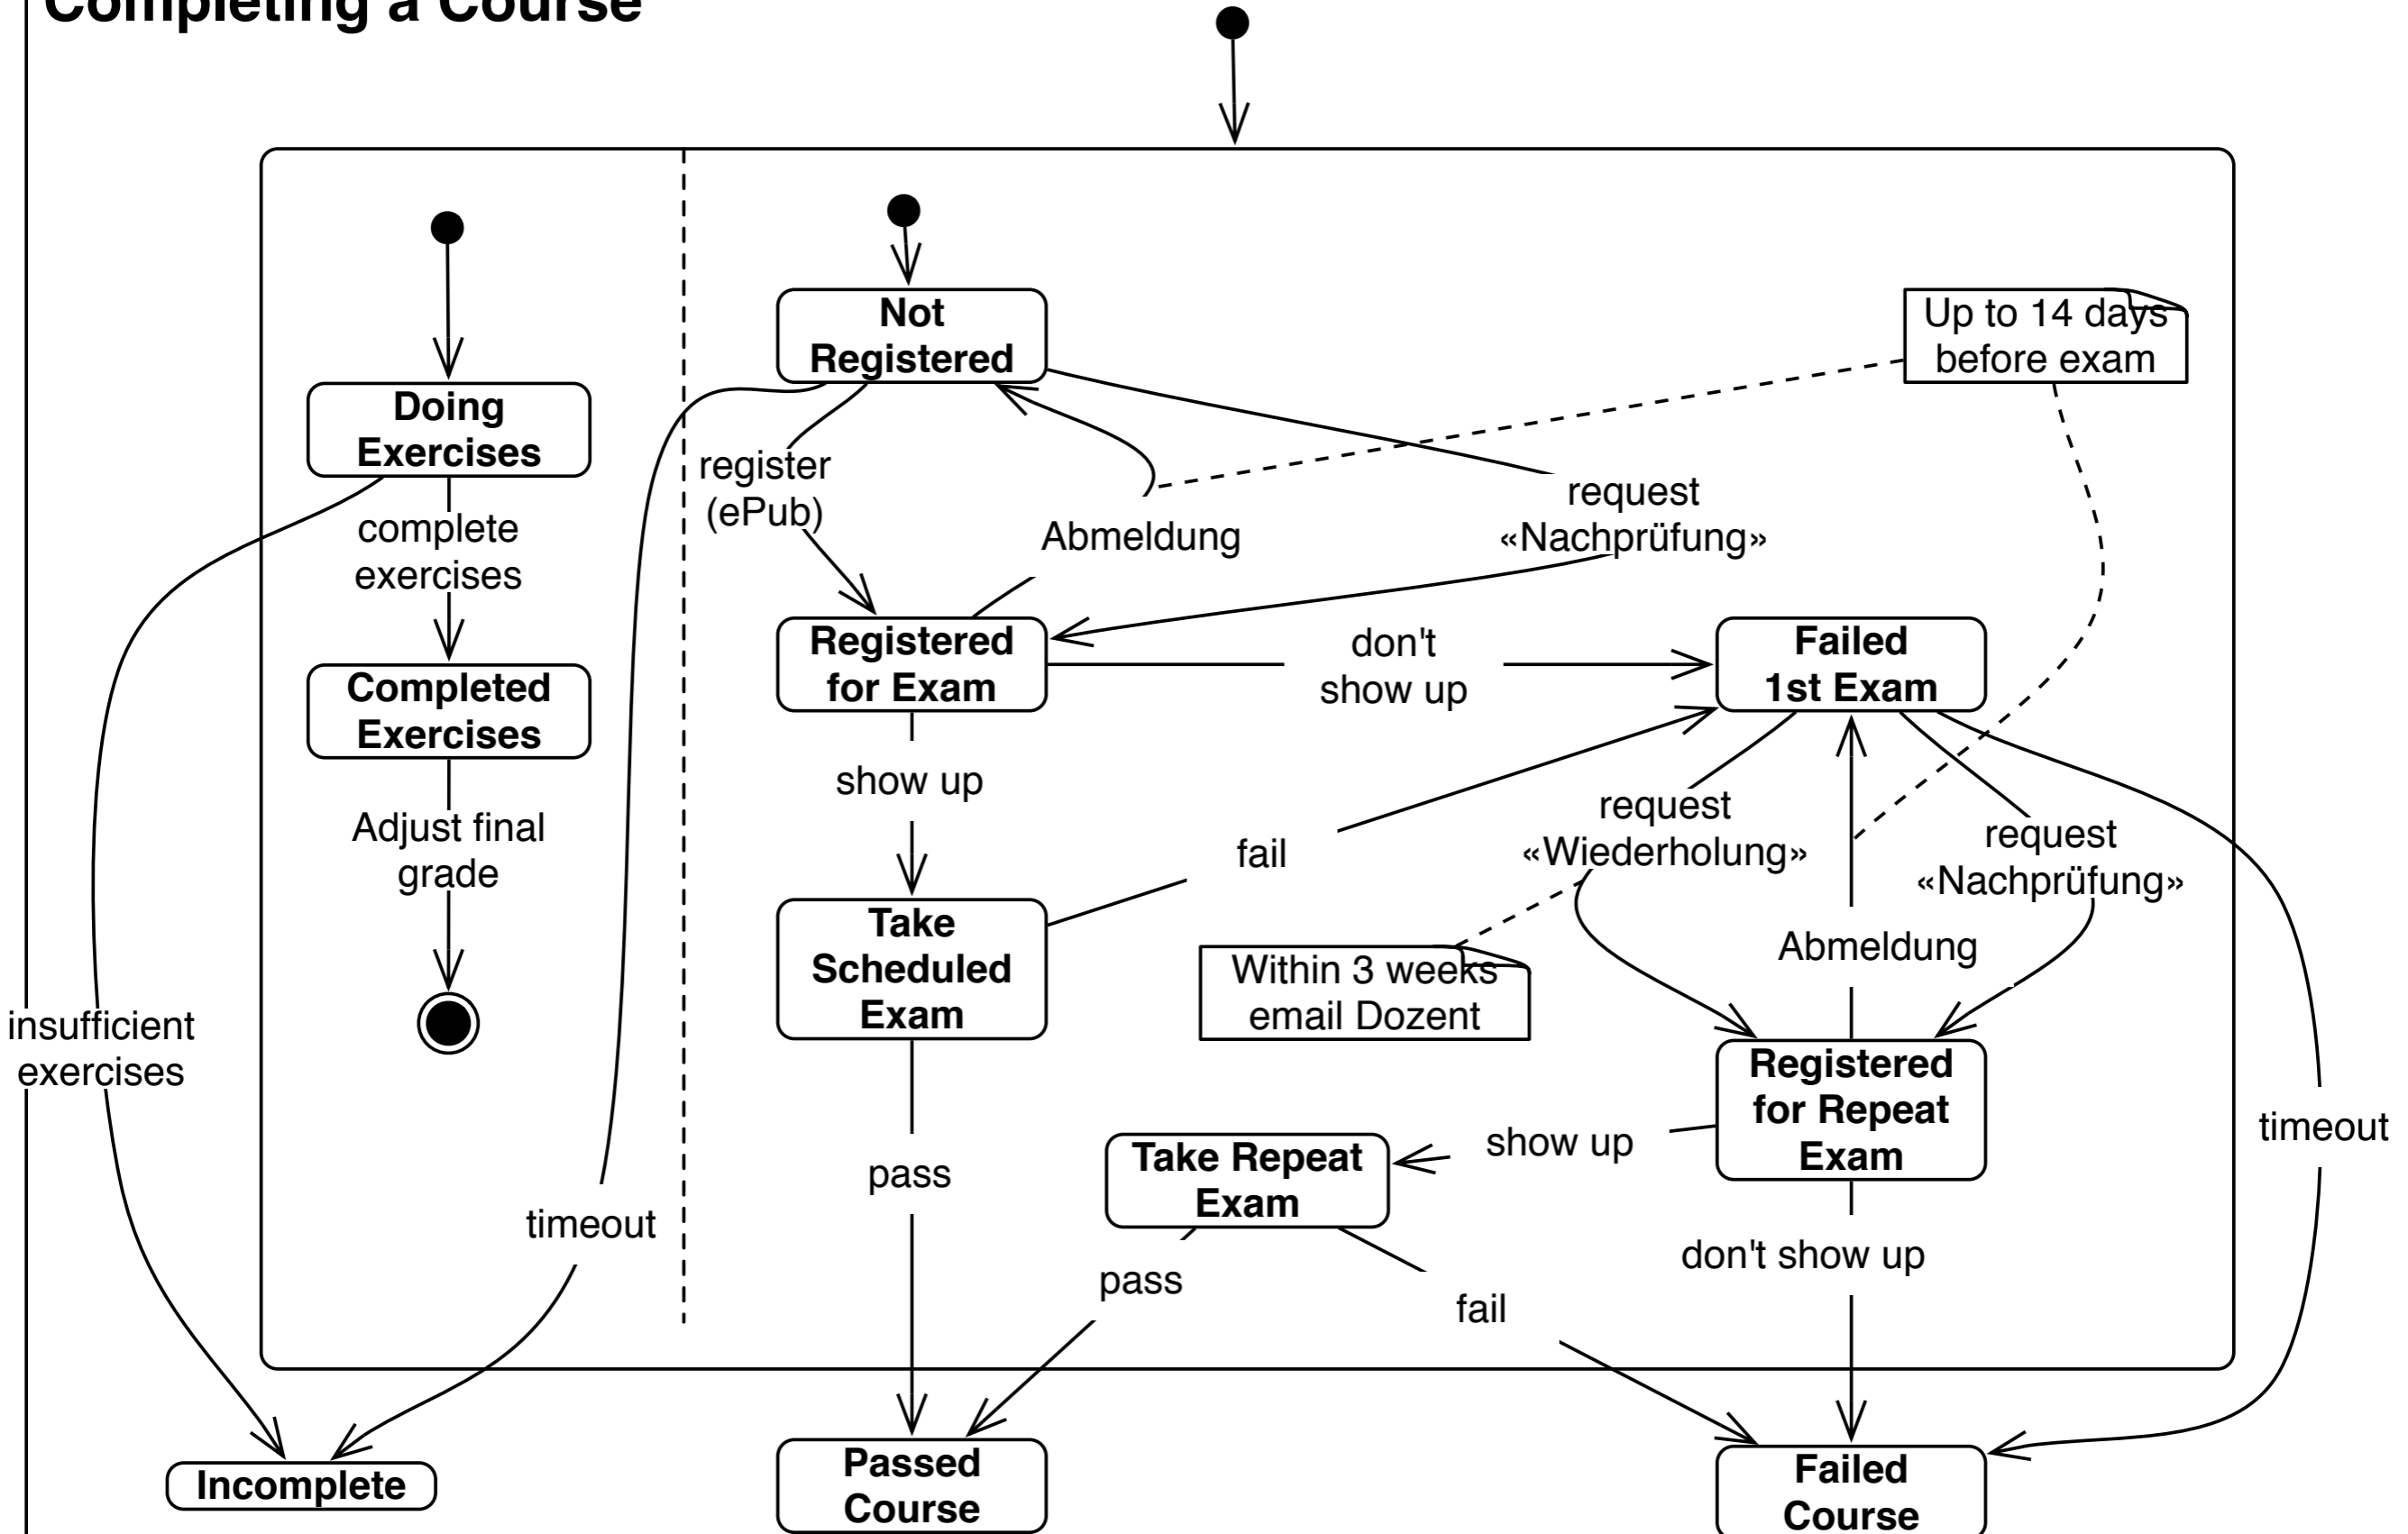 Completing a Course
Not
Registered
Up to 14 days
before exam
Doing
Exercises
register
(ePub)
request
«Nachprüfung»
Abmeldung
complete
exercises
Registered
for Exam
don't
show up
Failed
1st Exam
Completed
Exercises
show up
request
«Wiederholung»
request
«Nachprüfung»
Adjust final
grade
fail
Take
Scheduled
Exam
Abmeldung
Within 3 weeks
email Dozent
insufficient
exercises
Registered
for Repeat
Exam
timeout
show up
Take Repeat
Exam
pass
timeout
don't show up
pass
fail
Incomplete
Passed
Course
Failed
Course